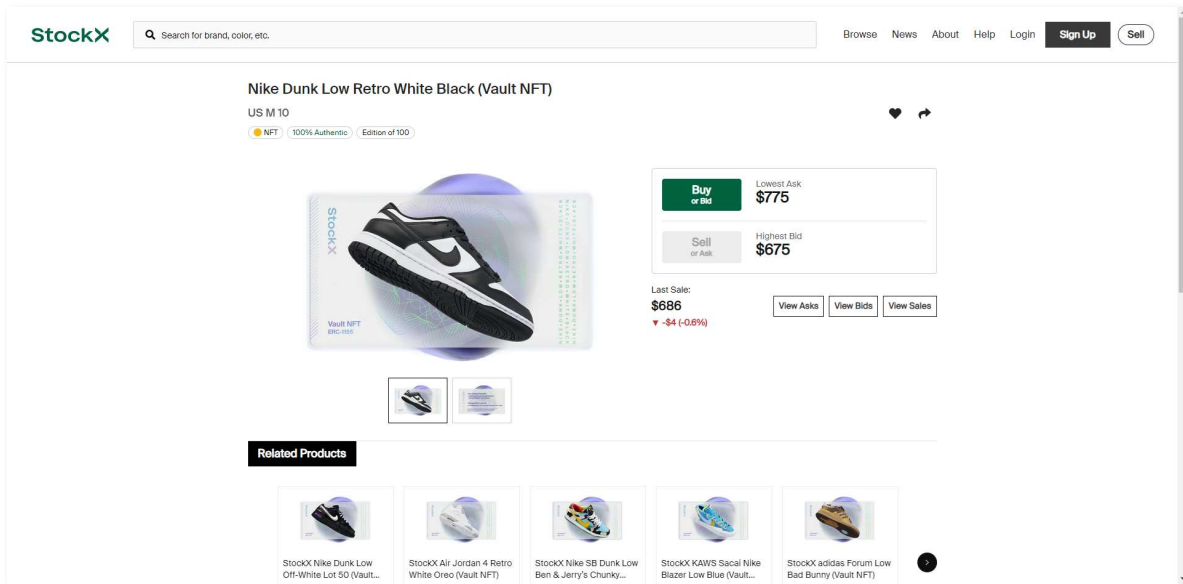 StockX
Search for brand, color, etc.
Browse News About Help Login Sign Up Sell
Nike Dunk Low Retro White Black (Vault NFT)
US M 10
NFT 100% Authentic Edition of 100
StockX
Vault NFT
Buy
or Bid
Lowest Ask
$775
Sell
or Ask
Highest Bid
$675
Last Sale:
$686
▼ -$4 (-0.6%)
View Asks View Bids View Sales
Related Products
StockX Nike Dunk Low
Off-White Lot 50 (Vault...
StockX Air Jordan 4 Retro
White Oreo (Vault NFT)
StockX Nike SB Dunk Low
Ben & Jerry's Chunky...
StockX KAWS Sacai Nike
Blazer Low Blue (Vault...
StockX adidas Forum Low
Bad Bunny (Vault NFT)